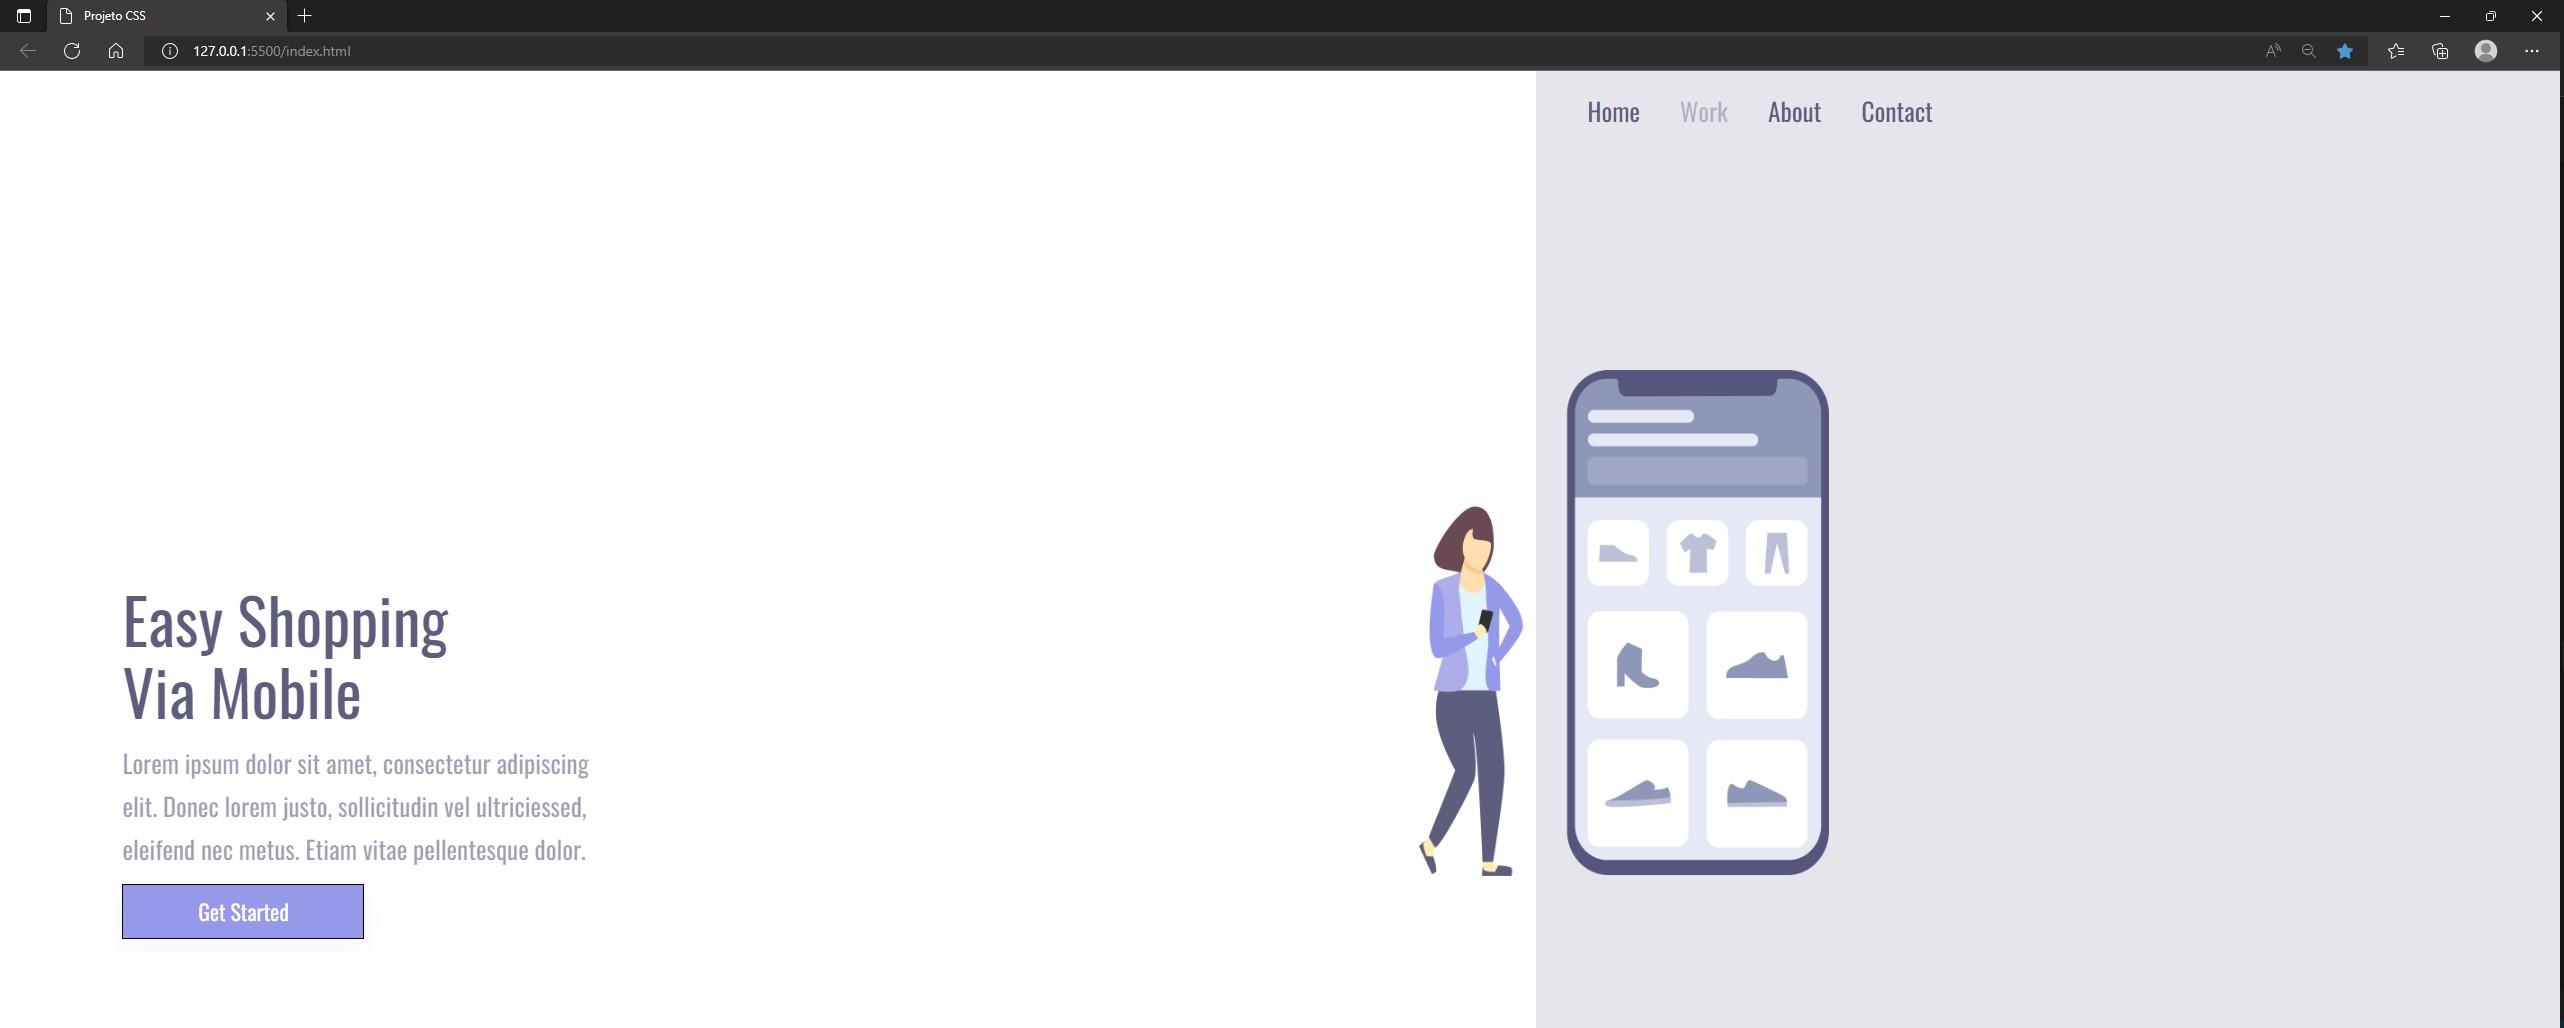 Projeto CSS
127.0.0.1:5500/index.html
Home Work About Contact
Easy Shopping
Via Mobile
Lorem ipsum dolor sit amet, consectetur adipiscing
elit. Donec lorem justo, sollicitudin vel ultriciessed,
eleifend nec metus. Etiam vitae pellentesque dolor.
Get Started